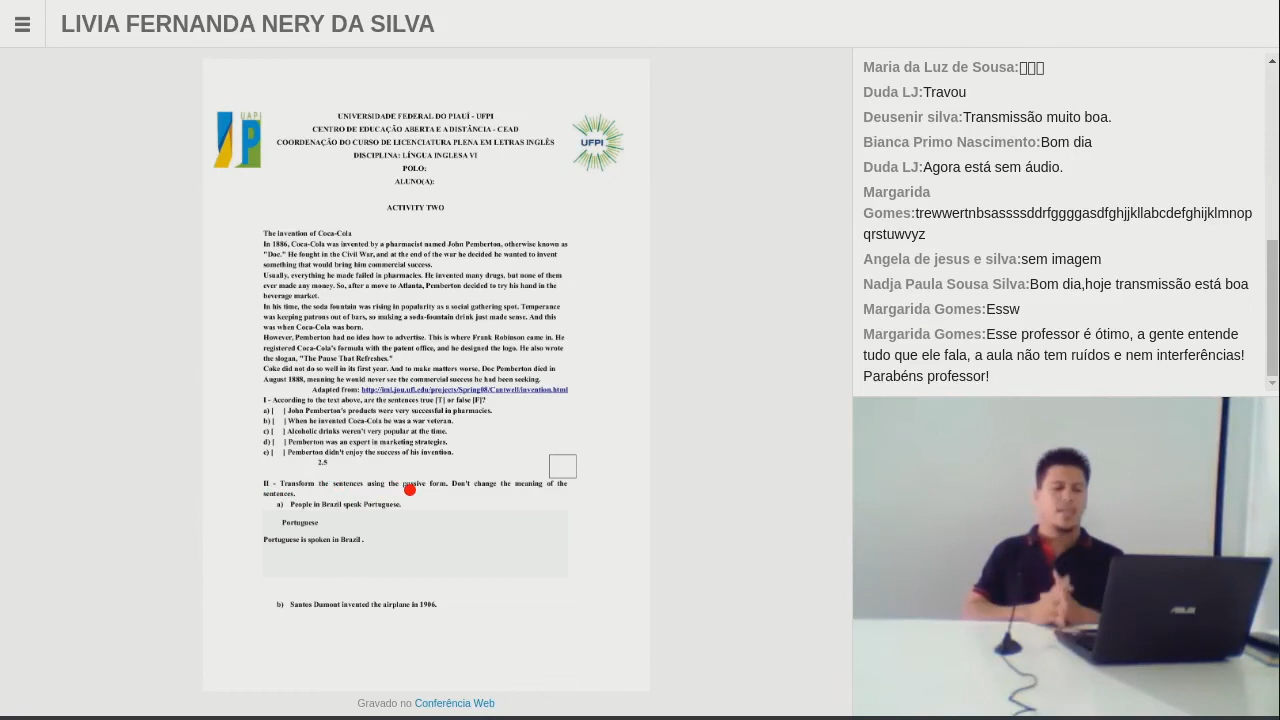 LIVIA FERNANDA NERY DA SILVA
UAPI
UNIVERSIDADE FEDERAL DO PIAUÍ - UFPI
CENTRO DE EDUCAÇÃO ABERTA E A DISTÂNCIA - CEAD
COORDENAÇÃO DO CURSO DE LICENCIATURA PLENA EM LETRAS INGLÊS
DISCIPLINA: LÍNGUA INGLESA VI
POLO:
ALUNO(A):
UFPI
ACTIVITY TWO
The invention of Coca-Cola
In 1886, Coca-Cola was invented by a pharmacist named John Pemberton, otherwise known as
"Doc." He fought in the Civil War, and at the end of the war he decided he wanted to invent
something that would bring him commercial success.
Usually, everything he made failed in pharmacies. He invented many drugs, but none of them
ever made any money. So, after a move to Atlanta, Pemberton decided to try his hand in the
beverage market.
In his time, the soda fountain was rising in popularity as a social gathering spot. Temperance
was keeping patrons out of bars, so making a soda-fountain drink just made sense. And this
was when Coca-Cola was born.
However, Pemberton had no idea how to advertise. This is where Frank Robinson came in. He
registered Coca-Cola's formula with the patent office, and he designed the logo. He also wrote
the slogan, "The Pause That Refreshes."
Coke did not do so well in its first year. And to make matters worse, Doc Pemberton died in
August 1888, meaning he would never see the commercial success he had been seeking.
Adapted from: http://iml.jou.ufl.edu/projects/Spring08/Cantwell/invention.html
I - According to the text above, are the sentences true [T] or false [F]?
a) [ ] John Pemberton's products were very successful in pharmacies.
b) [ ] When he invented Coca-Cola he was a war veteran.
c) [ ] Alcoholic drinks weren't very popular at the time.
d) [ ] Pemberton was an expert in marketing strategies.
e) [ ] Pemberton didn't enjoy the success of his invention.
2.5
II - Transform the sentences using the passive form. Don't change the meaning of the
sentences.
a) People in Brazil speak Portuguese.
Portuguese
Portuguese is spoken in Brazil .
b) Santos Dumont invented the airplane in 1906.
Gravado no Conferência Web
Maria da Luz de Sousa:
Duda LJ:Travou
Deusenir silva:Transmissão muito boa.
Bianca Primo Nascimento:Bom dia
Duda LJ:Agora está sem áudio.
Margarida
Gomes:trewwertnbsassssddrfggggasdfghjjkllabcdefghijklmnop
qrstuwvyz
Angela de jesus e silva:sem imagem
Nadja Paula Sousa Silva:Bom dia,hoje transmissão está boa
Margarida Gomes:Essw
Margarida Gomes:Esse professor é ótimo, a gente entende
tudo que ele fala, a aula não tem ruídos e nem interferências!
Parabéns professor!
ASUS